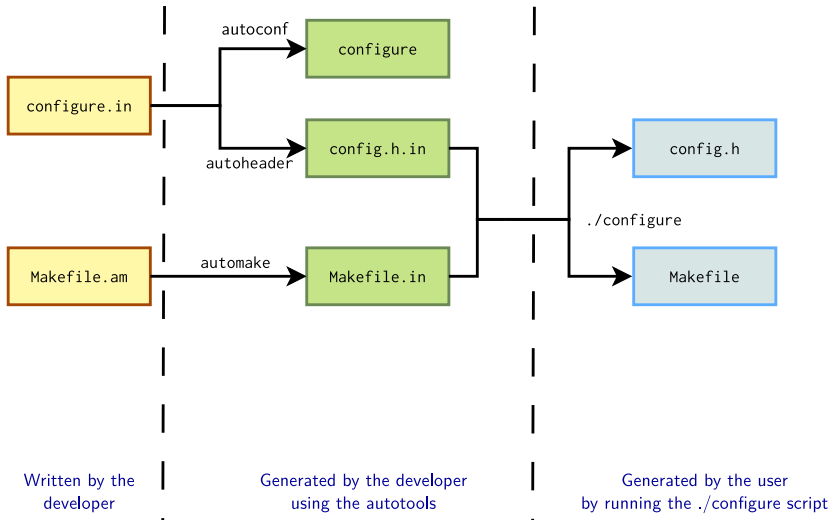 autoconf
configure
configure.in
config.h.in
config.h
autoheader
./configure
automake
Makefile.am
Makefile.in
Makefile
Written by the
developer
Generated by the developer
using the autotools
Generated by the user
by running the ./configure script